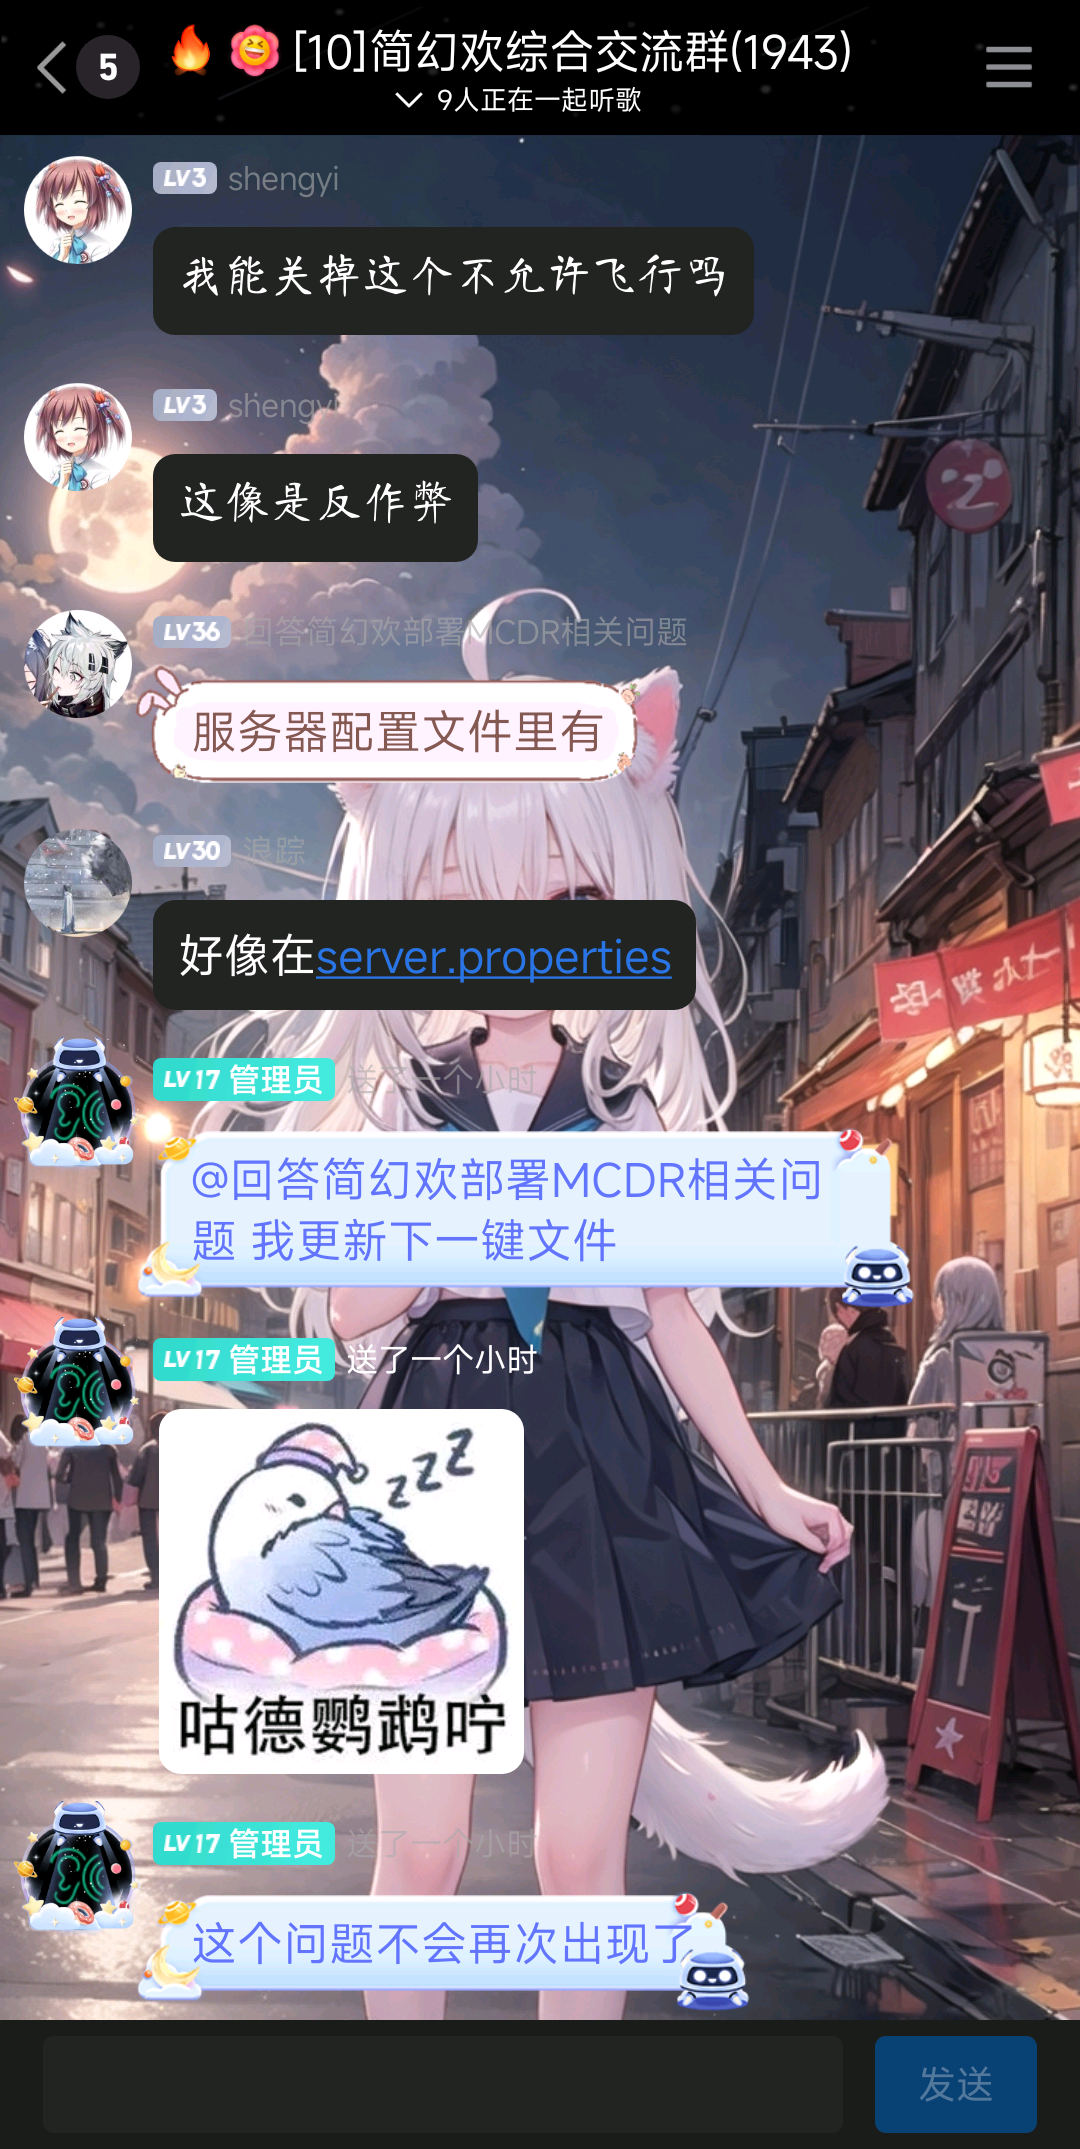 5
[10]简幻欢综合交流群(1943)
9人正在一起听歌
LV3 shengyi
我能关掉这个不允许飞行吗
LV3 shengyi
这像是反作弊
LV36 回答简幻欢部署MCDR相关问题
服务器配置文件里有
LV30 浪踪
好像在server.properties
LV17 管理员 送了一个小时
@回答简幻欢部署MCDR相关问
题 我更新下一键文件
LV17 管理员 送了一个小时
zzZ
咕德鹦鹉咛
LV17 管理员 送了一个小时
这个问题不会再次出现了
发送